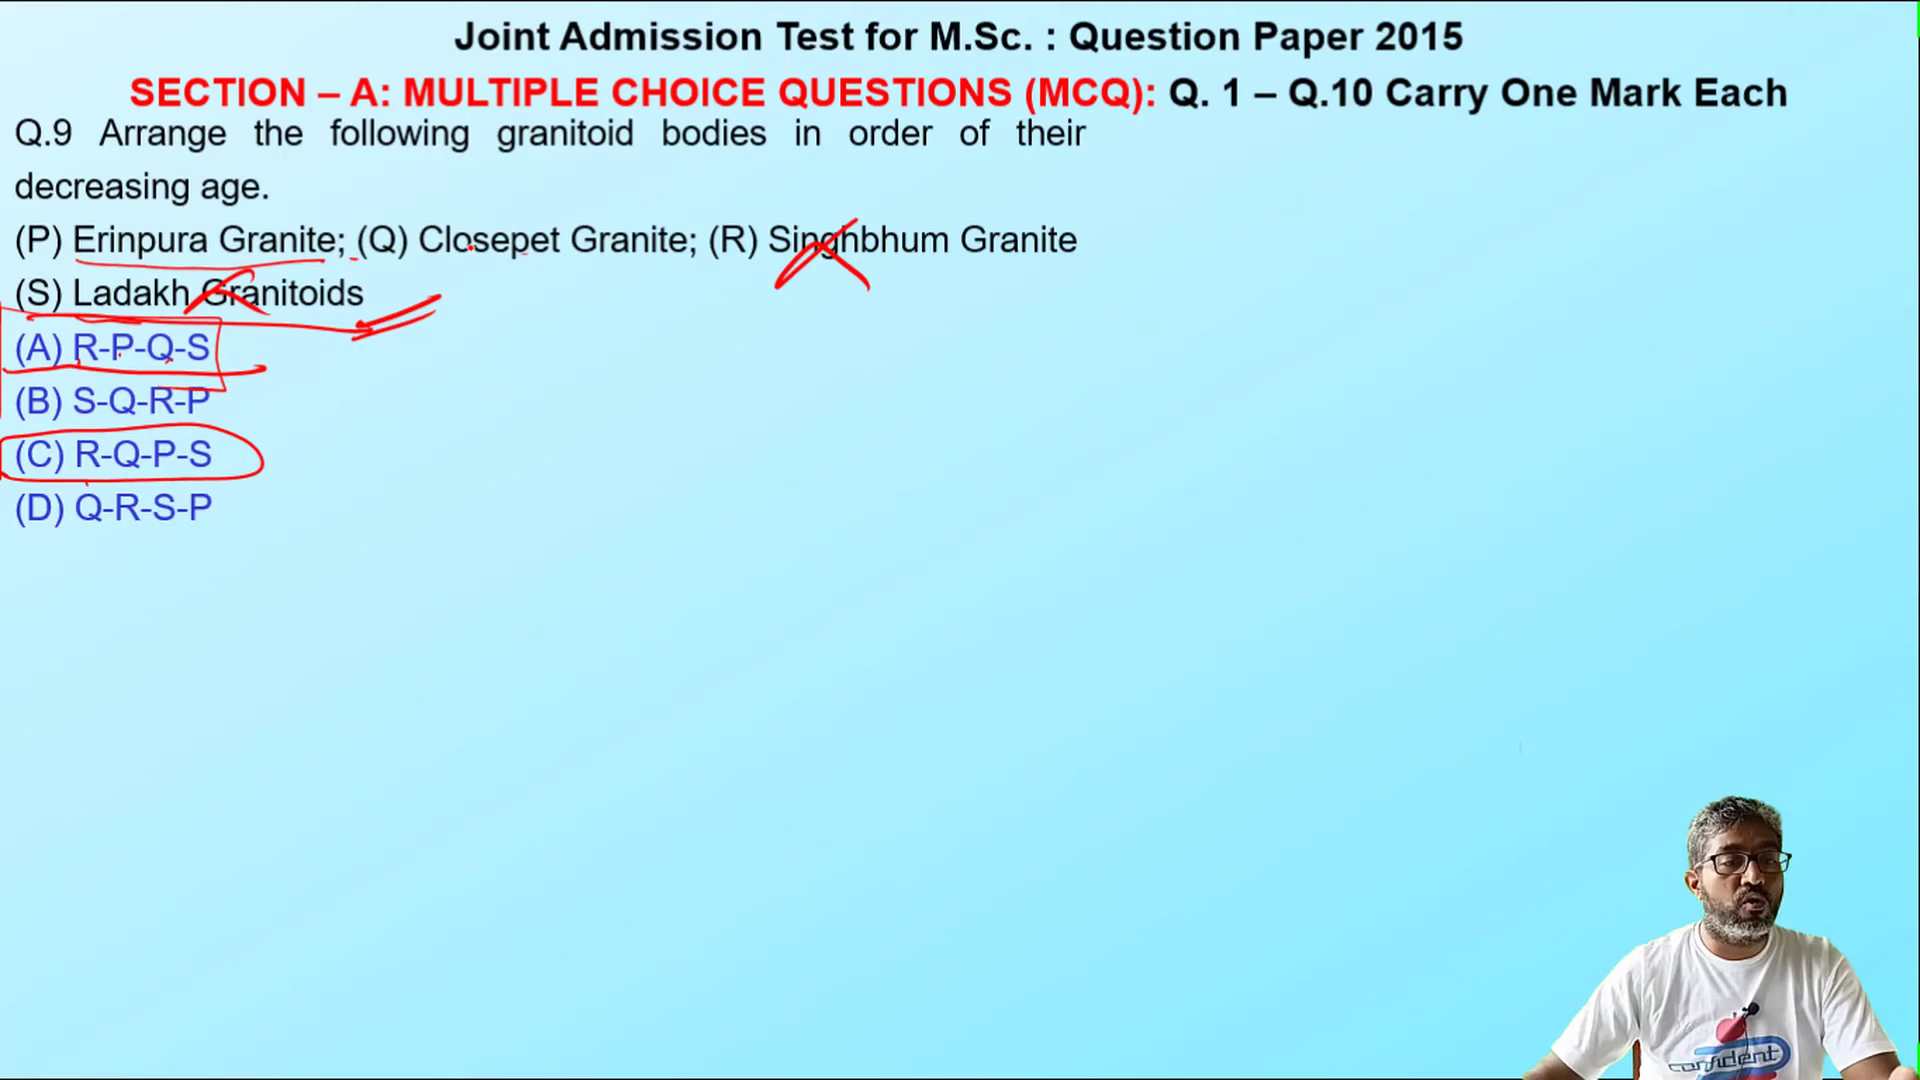 Joint Admission Test for M.Sc. : Question Paper 2015
SECTION – A: MULTIPLE CHOICE QUESTIONS (MCQ): Q. 1 – Q.10 Carry One Mark Each
Q.9 Arrange the following granitoid bodies in order of their
decreasing age.
(P) Erinpura Granite; (Q) Closepet Granite; (R) Singhbhum Granite
(S) Ladakh Granitoids
(A) R-P-Q-S
(B) S-Q-R-P
(C) R-Q-P-S
(D) Q-R-S-P
confident